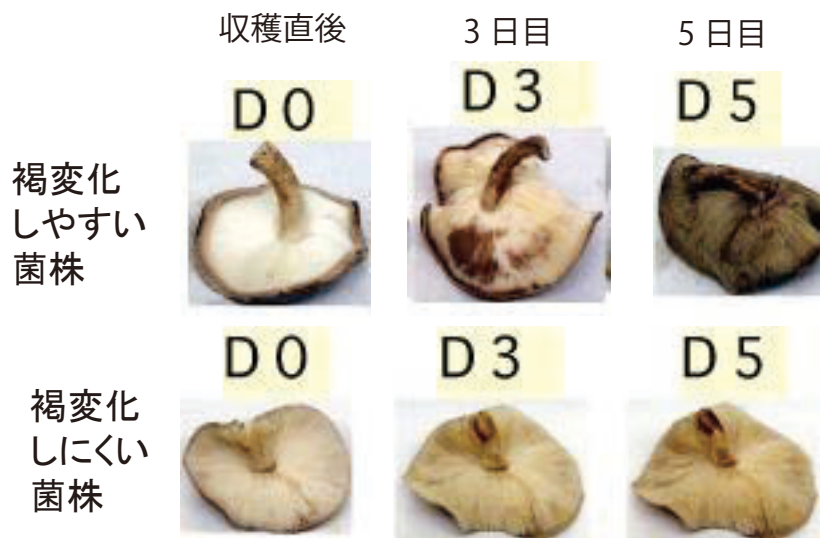 収穫直後 3日目 5日目
D0 D3 D5
褐変化
しやすい
菌株
D0 D3 D5
褐変化
しにくい
菌株